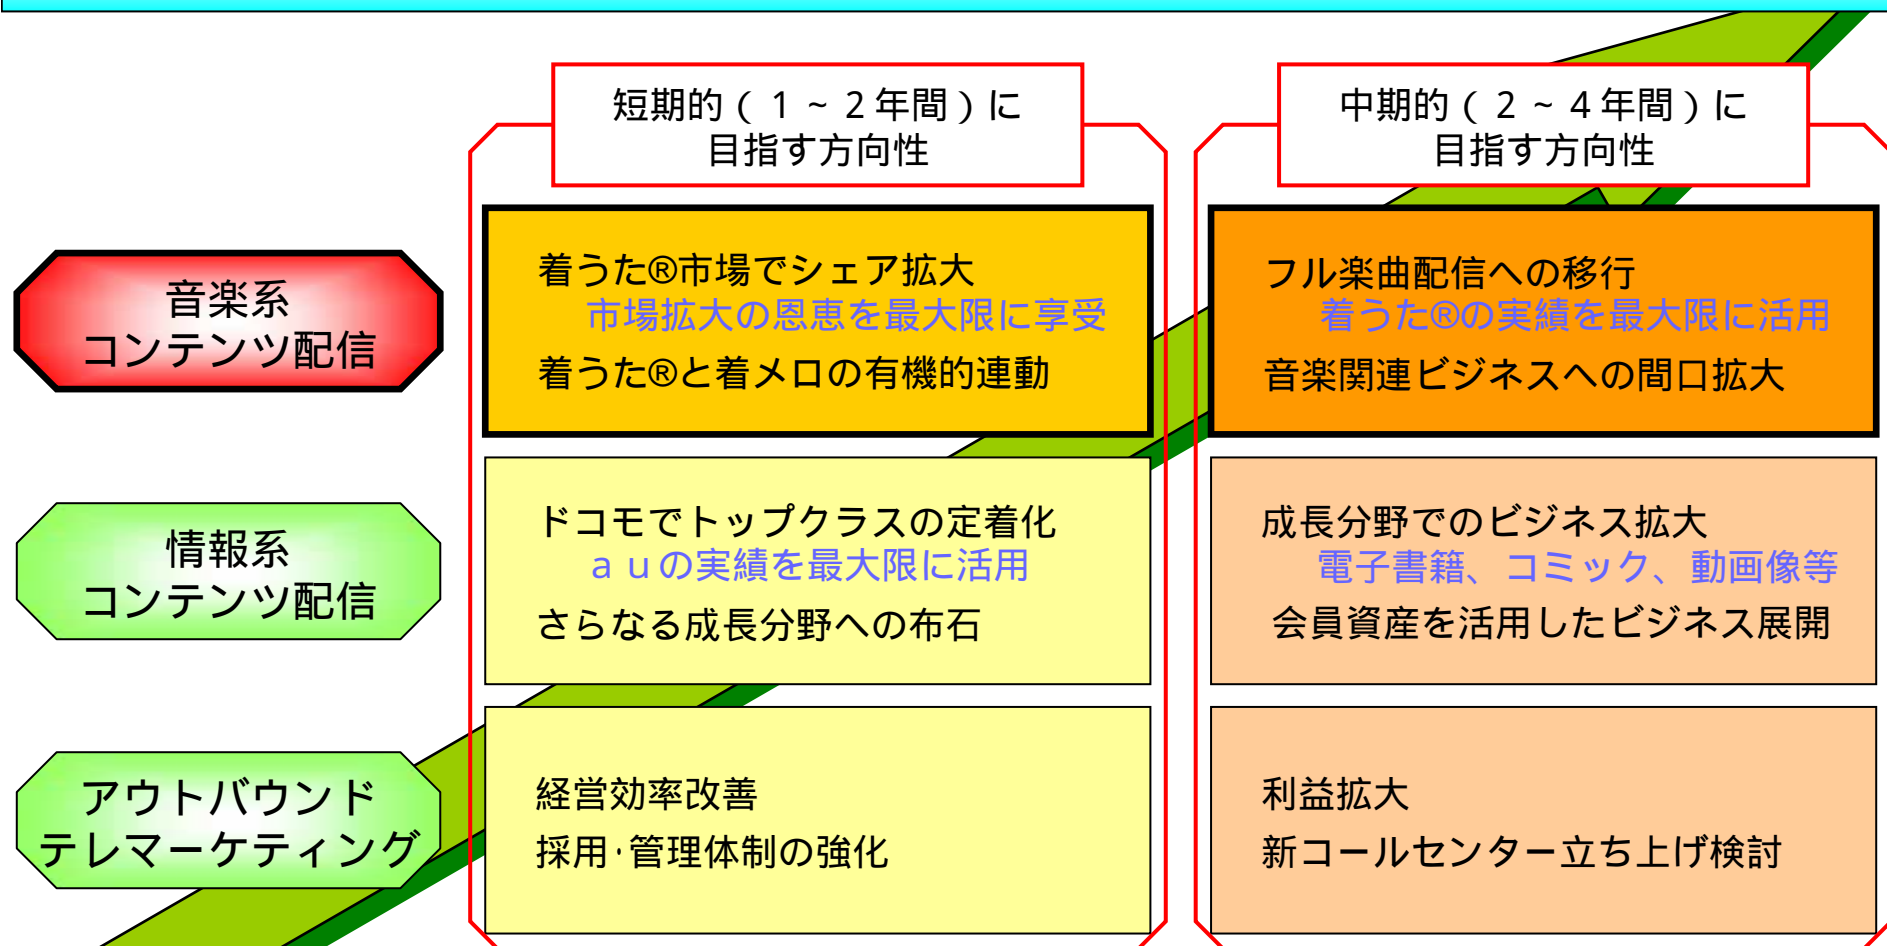 短期的（１～２年間）に
目指す方向性
中期的（２～４年間）に
目指す方向性
音楽系
コンテンツ配信
着うた®市場でシェア拡大
市場拡大の恩恵を最大限に享受
着うた®と着メロの有機的連動
フル楽曲配信への移行
着うた®の実績を最大限に活用
音楽関連ビジネスへの間口拡大
情報系
コンテンツ配信
ドコモでトップクラスの定着化
ａｕの実績を最大限に活用
さらなる成長分野への布石
成長分野でのビジネス拡大
電子書籍、コミック、動画像等
会員資産を活用したビジネス展開
アウトバウンド
テレマーケティング
経営効率改善
採用･管理体制の強化
利益拡大
新コールセンター立ち上げ検討